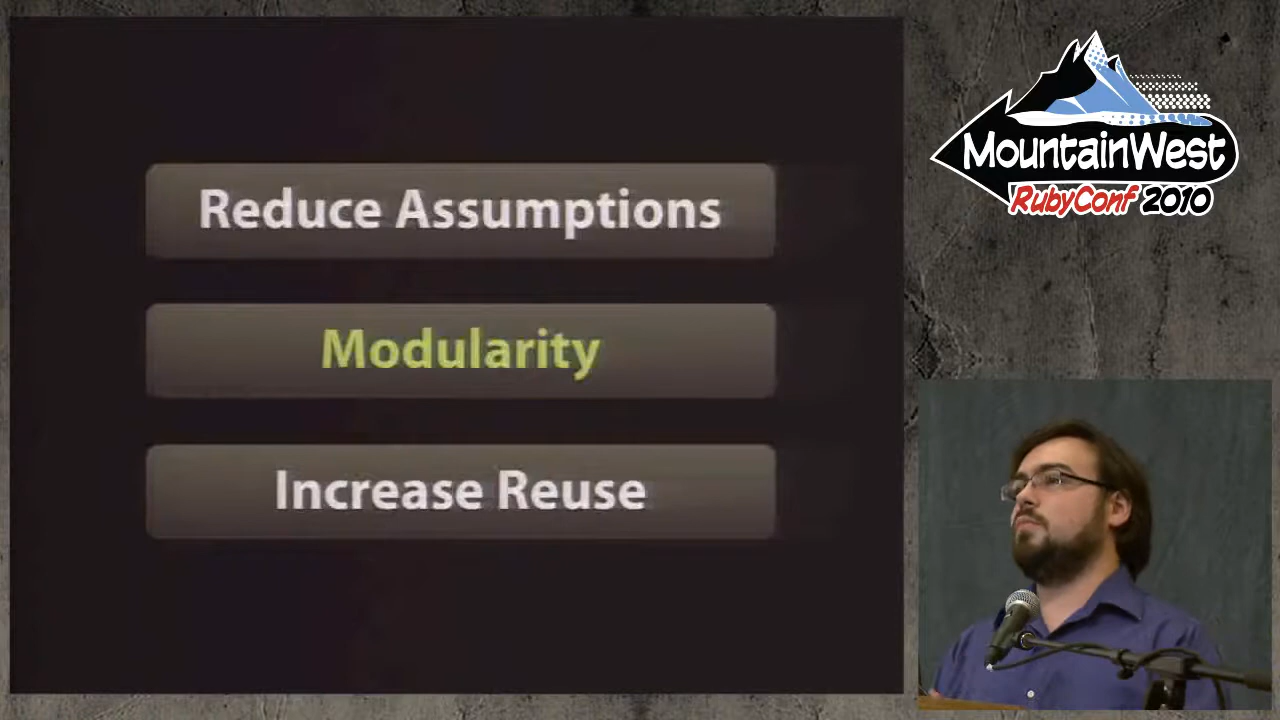 Reduce Assumptions
Modularity
Increase Reuse
MountainWest
RubyConf 2010